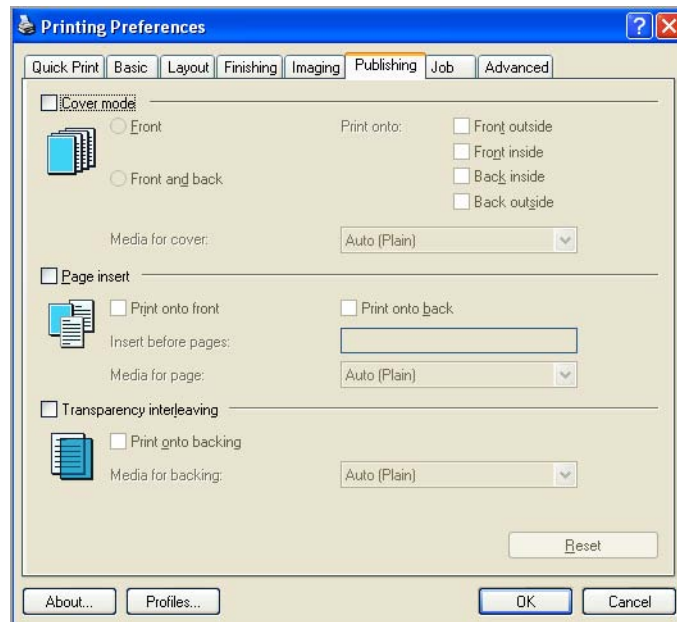 Printing Preferences
Quick Print Basic Layout Finishing Imaging Publishing Job Advanced
Cover mode
Front Print onto: Front outside
Front inside
Front and back Back inside
Back outside
Media for cover: Auto (Plain)
Page insert
Print onto front Print onto back
Insert before pages:
Media for page: Auto (Plain)
Transparency interleaving
Print onto backing
Media for backing: Auto (Plain)
Reset
About... Profiles... OK Cancel